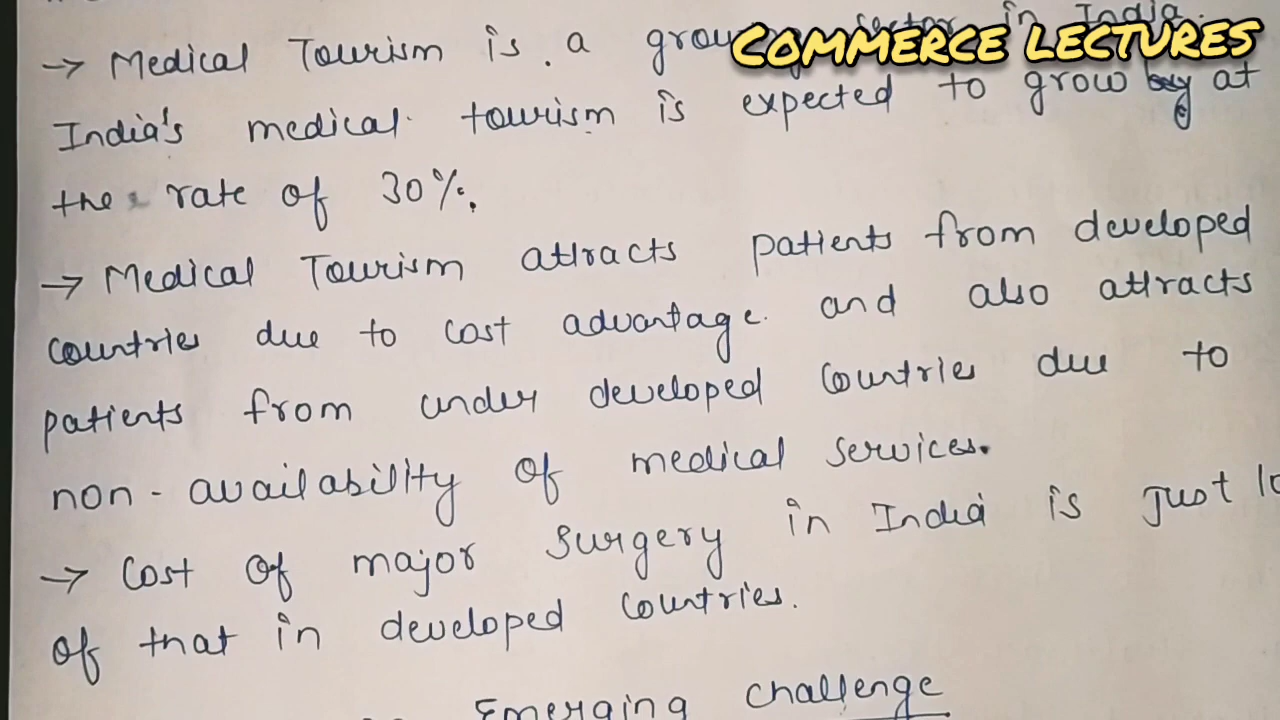 → Medical Tourism is a sector in India.
COMMERCE LECTURES
India's medical tourism is expected to grow at
the rate of 30%.
→ Medical Tourism attracts patients from developed
countries due to cost advantage. and also attracts
patients from under developed countries due to
non-availability of medical services.
→ Cost of major surgery in India is just
of that in developed countries.
Emerging challenge